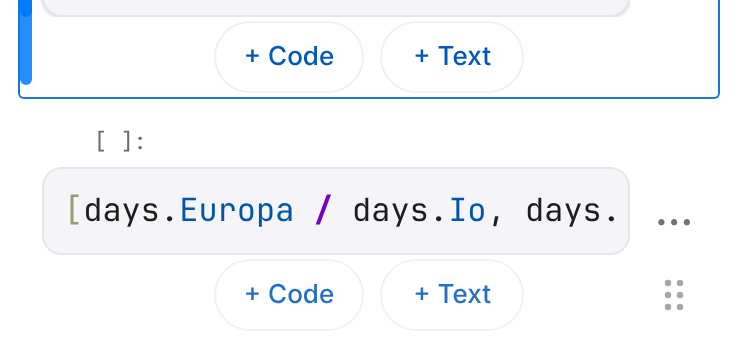 + Code + Text
[ ]:
[days.Europa / days.Io, days.
+ Code + Text